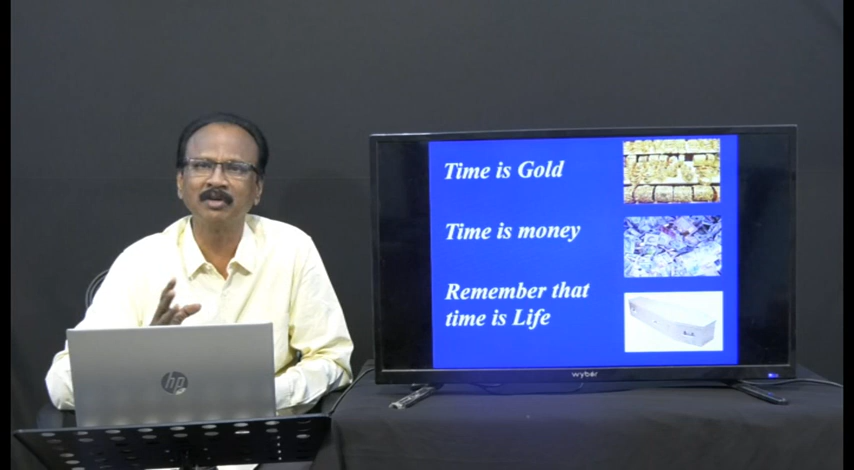 Time is Gold
Time is money
Remember that
time is Life
hp
wybor